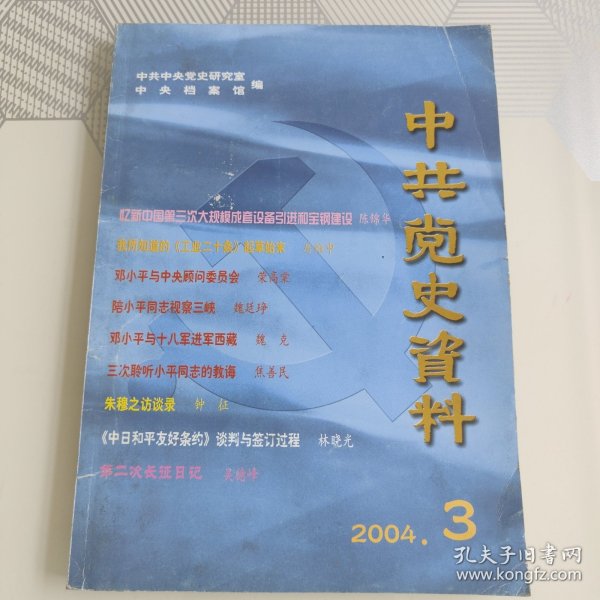 中共中央党史研究室
中央档案馆
编
中共党史資料
忆新中国第三次大规模成套设备引进和宝钢建设 陈锦华
我所知道的《工业二十条》起草始末
邓小平与中央顾问委员会 荣高棠
陪小平同志视察三峡 魏廷琤
邓小平与十八军进军西藏 魏克
三次聆听小平同志的教诲 焦善民
朱穆之访谈录 钟征
《中日和平友好条约》谈判与签订过程 林晓光
第二次长征日记 吴德峰
2004.3
孔夫子旧书网
www.kongfz.com